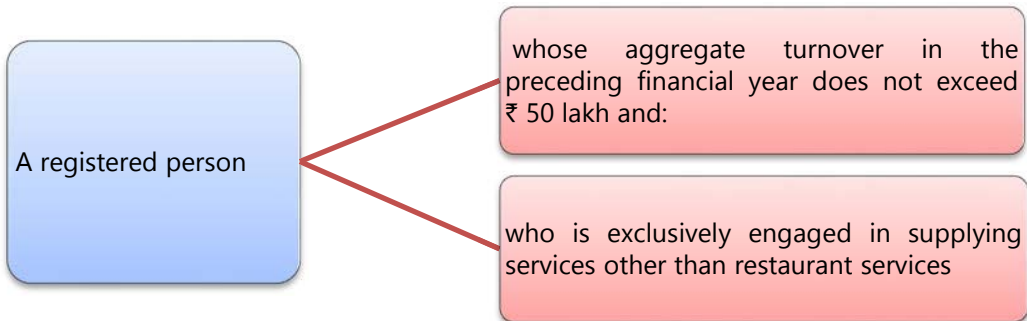 A registered person
whose aggregate turnover in the
preceding financial year does not exceed
₹ 50 lakh and:
who is exclusively engaged in supplying
services other than restaurant services